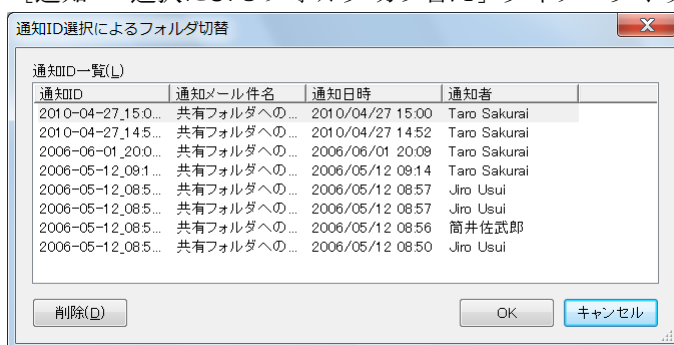 通知ID選択によるフォルダ切替
通知ID一覧(L)
通知ID 通知メール件名 通知日時 通知者
2010-04-27_15:0... 共有フォルダへの... 2010/04/27 15:00 Taro Sakurai
2010-04-27_14:5... 共有フォルダへの... 2010/04/27 14:52 Taro Sakurai
2006-06-01_20:0... 共有フォルダへの... 2006/06/01 20:09 Taro Sakurai
2006-05-12_09:1... 共有フォルダへの... 2006/05/12 09:14 Taro Sakurai
2006-05-12_08:5... 共有フォルダへの... 2006/05/12 08:57 Jiro Usui
2006-05-12_08:5... 共有フォルダへの... 2006/05/12 08:57 Jiro Usui
2006-05-12_08:5... 共有フォルダへの... 2006/05/12 08:56 筒井佐武郎
2006-05-12_08:5... 共有フォルダへの... 2006/05/12 08:50 Jiro Usui
削除(D) OK キャンセル